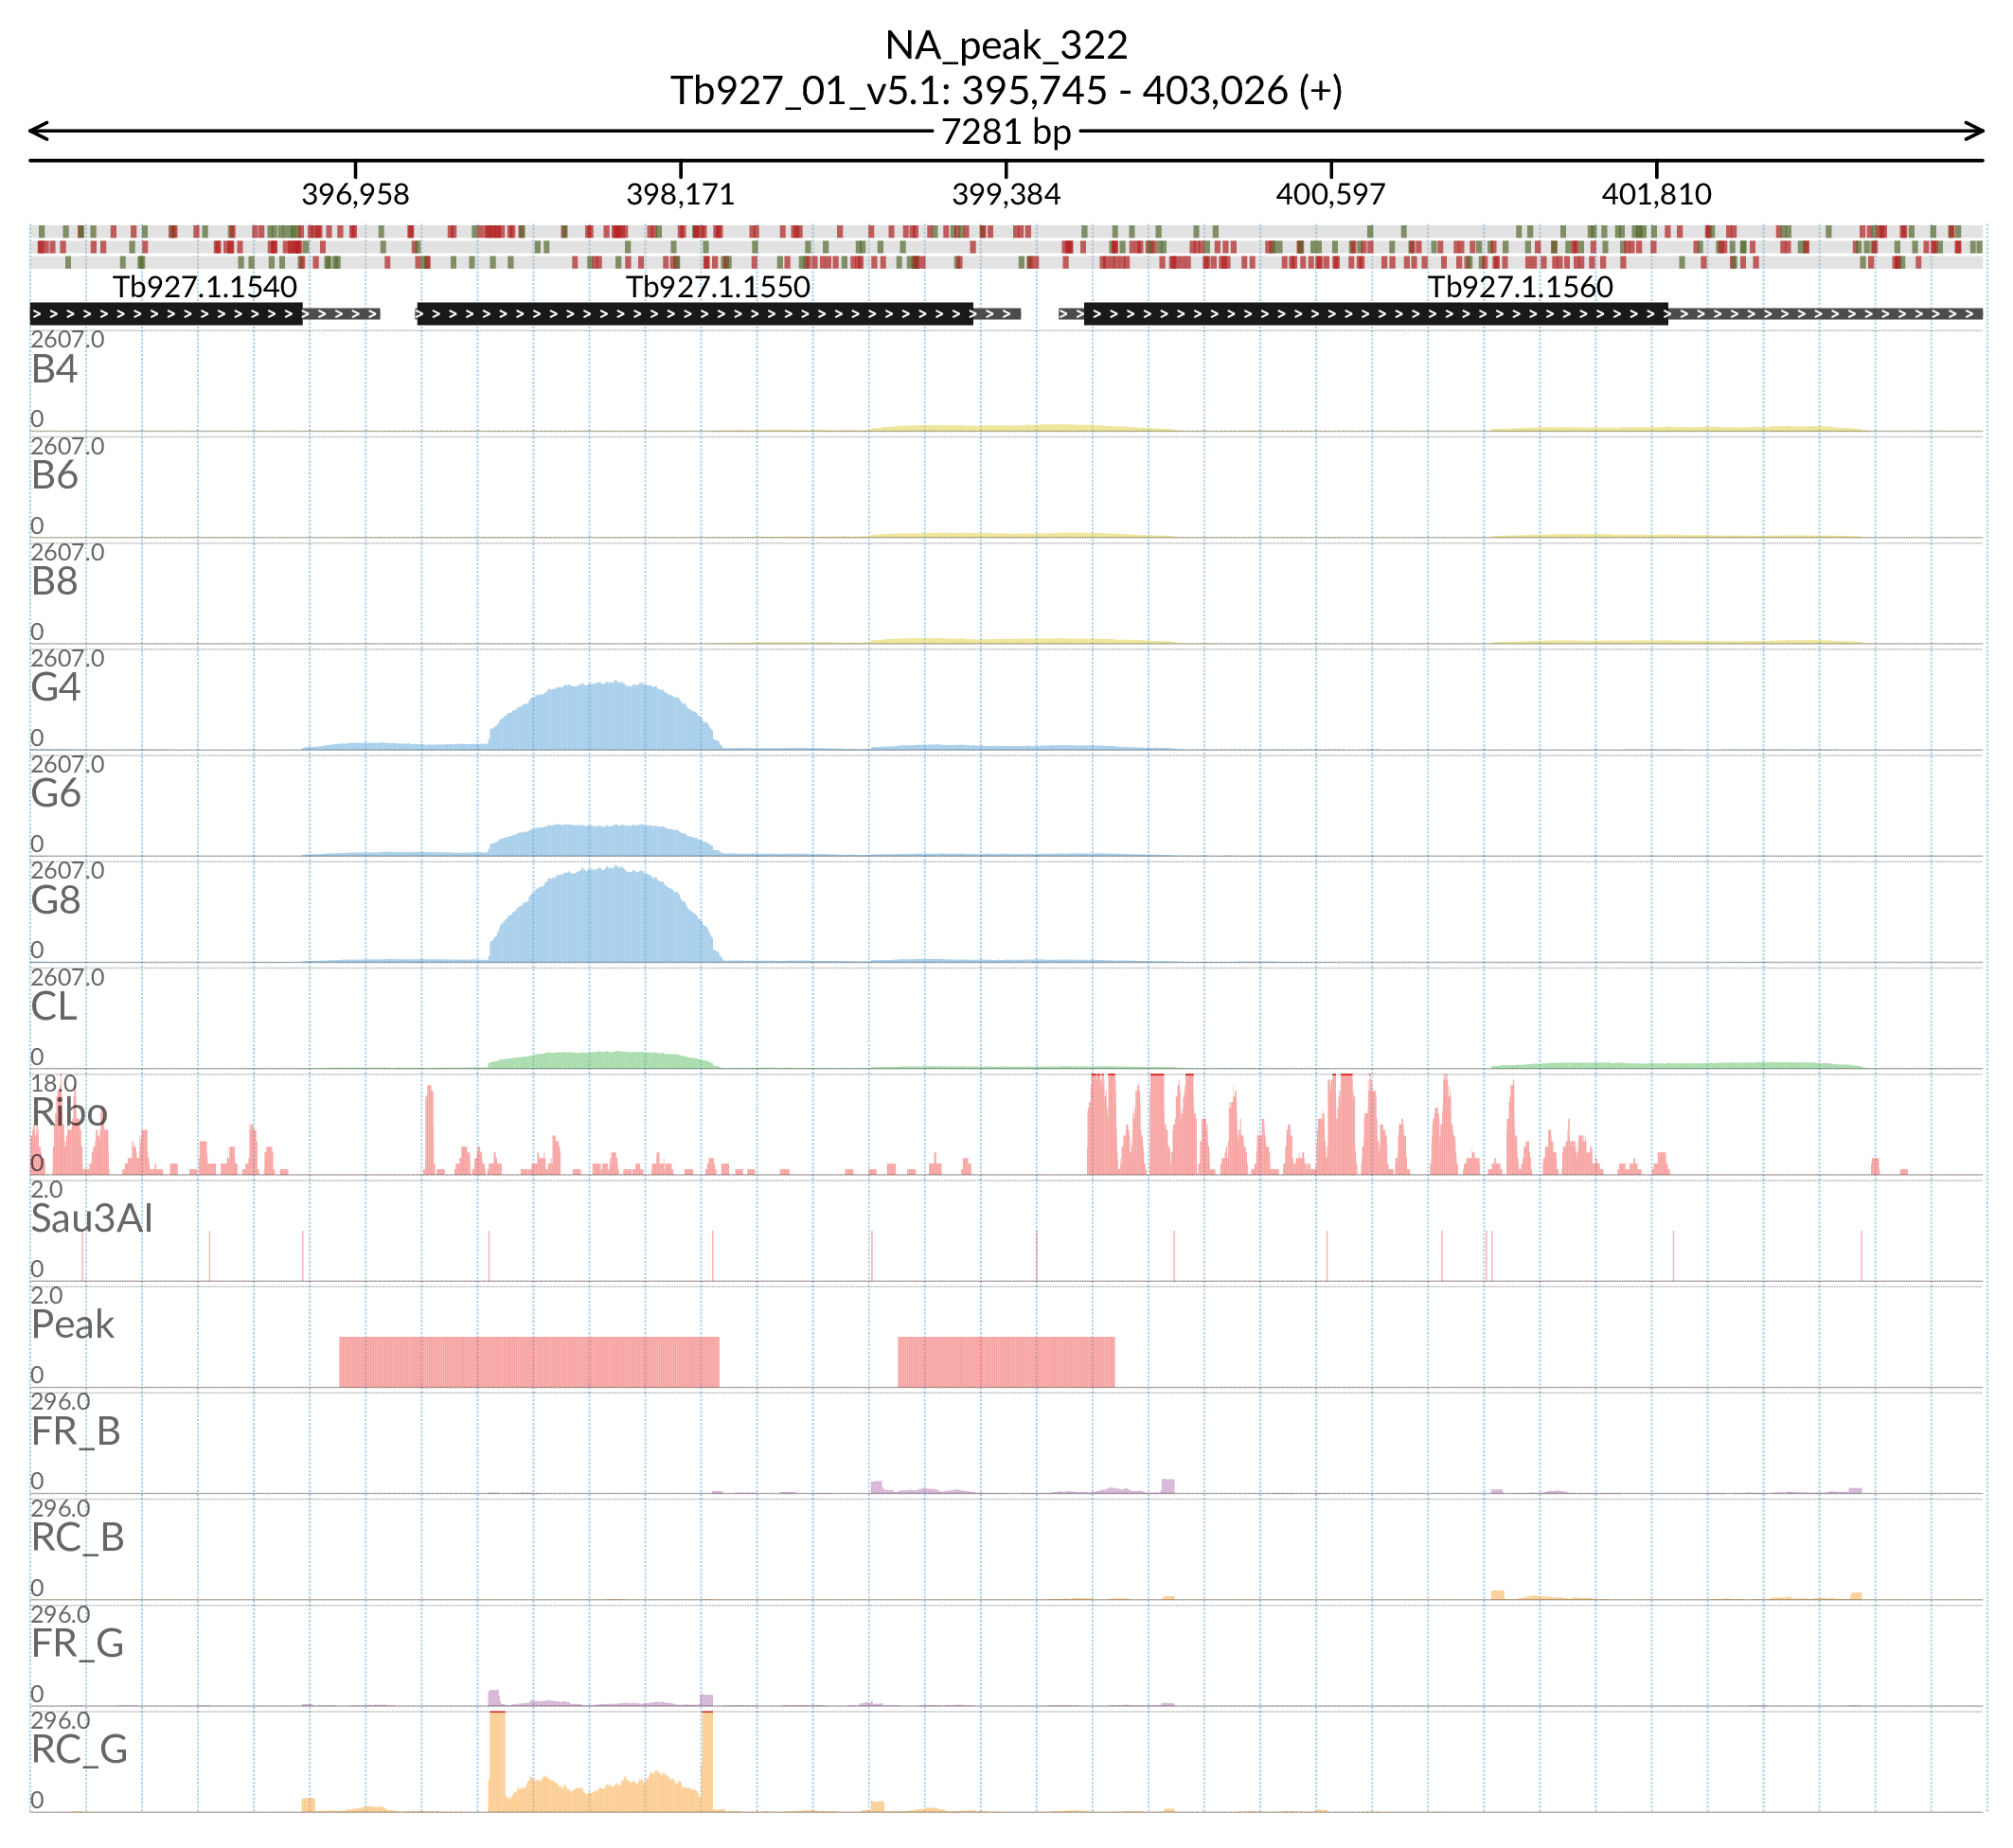 NA_peak_322
Tb927_01_v5.1: 395,745 - 403,026 (+)
7281 bp
396,958 398,171 399,384 400,597 401,810
Tb927.1.1540 Tb927.1.1550 Tb927.1.1560
2607.0
B4
0
2607.0
B6
0
2607.0
B8
0
2607.0
G4
0
2607.0
G6
0
2607.0
G8
0
2607.0
CL
0
18.0
Ribo
0
2.0
Sau3AI
0
2.0
Peak
0
296.0
FR_B
0
296.0
RC_B
0
296.0
FR_G
0
296.0
RC_G
0